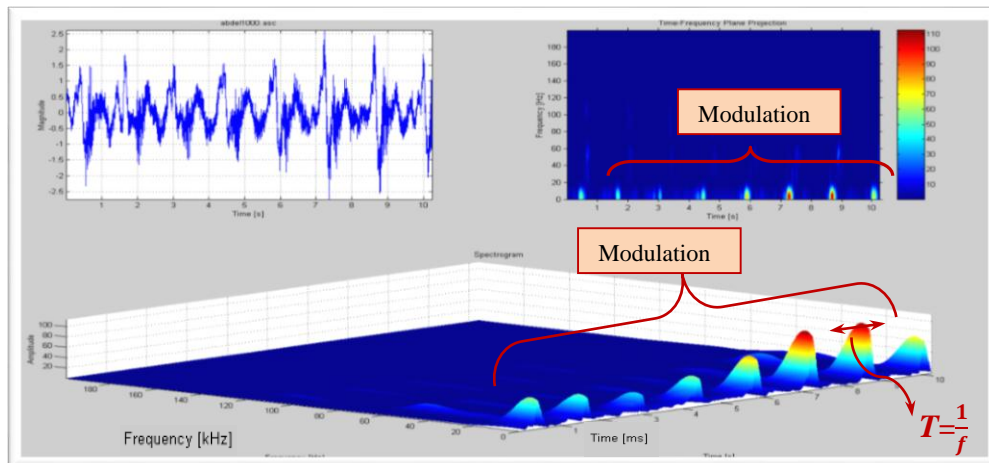 abdel1000.asc
Time-Frequency Plane Projection
2.5
2
1.5
1
0.5
0
-0.5
-1
-1.5
-2
-2.5
Magnitude
1 2 3 4 5 6 7 8 9 10
Time [s]
180
160
140
120
100
80
60
40
20
Frequency [Hz]
Modulation
1 2 3 4 5 6 7 8 9 10
Time [s]
110
100
90
80
70
60
50
40
30
20
10
Spectrogram
Modulation
100
80
60
40
20
Amplitude
180 160 140 120 100 80 60 40 20 0
1 2 3 4 5 6 7 8 9 10
Frequency [kHz]
Time [ms]
T=1/f
Time [s]